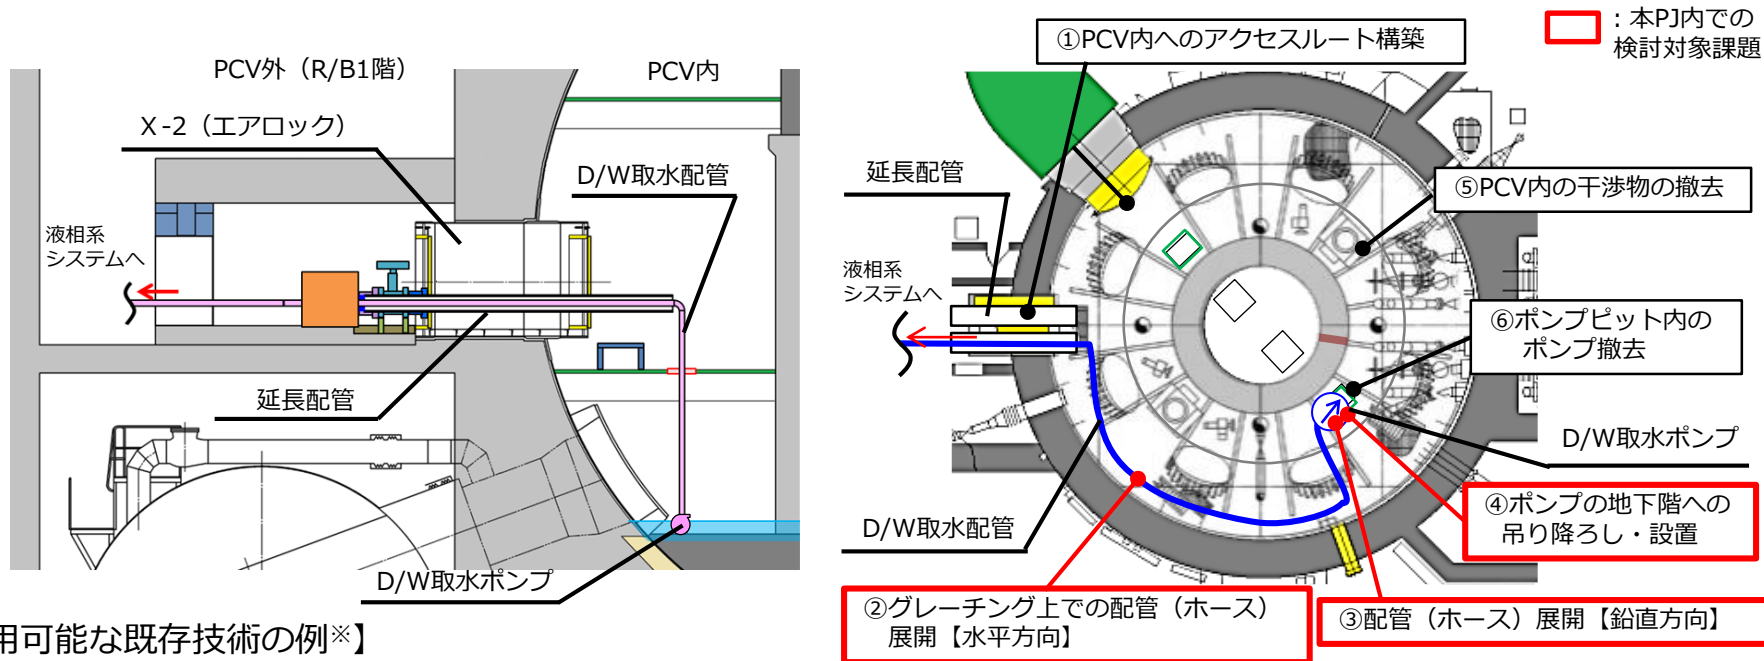 PCV外（R/B1階）
PCV内
X-2（エアロック）
D/W取水配管
液相系
システムへ
延長配管
D/W取水ポンプ
用可能な既存技術の例※】
：本PJ内での
検討対象課題
①PCV内へのアクセスルート構築
延長配管
⑤PCV内の干渉物の撤去
液相系
システムへ
⑥ポンプピット内の
ポンプ撤去
D/W取水ポンプ
D/W取水配管
④ポンプの地下階への
吊り降ろし・設置
②グレーチング上での配管（ホース）
展開【水平方向】
③配管（ホース）展開【鉛直方向】